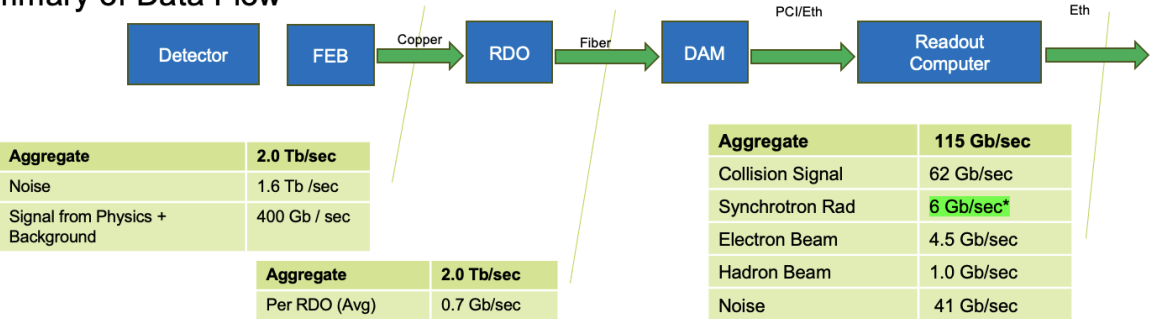 mmary of Data Flow
PCI/Eth
Eth
Detector
FEB
Copper
RDO
Fiber
DAM
Readout
Computer
Aggregate 2.0 Tb/sec
Noise 1.6 Tb /sec
Signal from Physics + 400 Gb / sec
Background
Aggregate 2.0 Tb/sec
Per RDO (Avg) 0.7 Gb/sec
Aggregate 115 Gb/sec
Collision Signal 62 Gb/sec
Synchrotron Rad 6 Gb/sec*
Electron Beam 4.5 Gb/sec
Hadron Beam 1.0 Gb/sec
Noise 41 Gb/sec